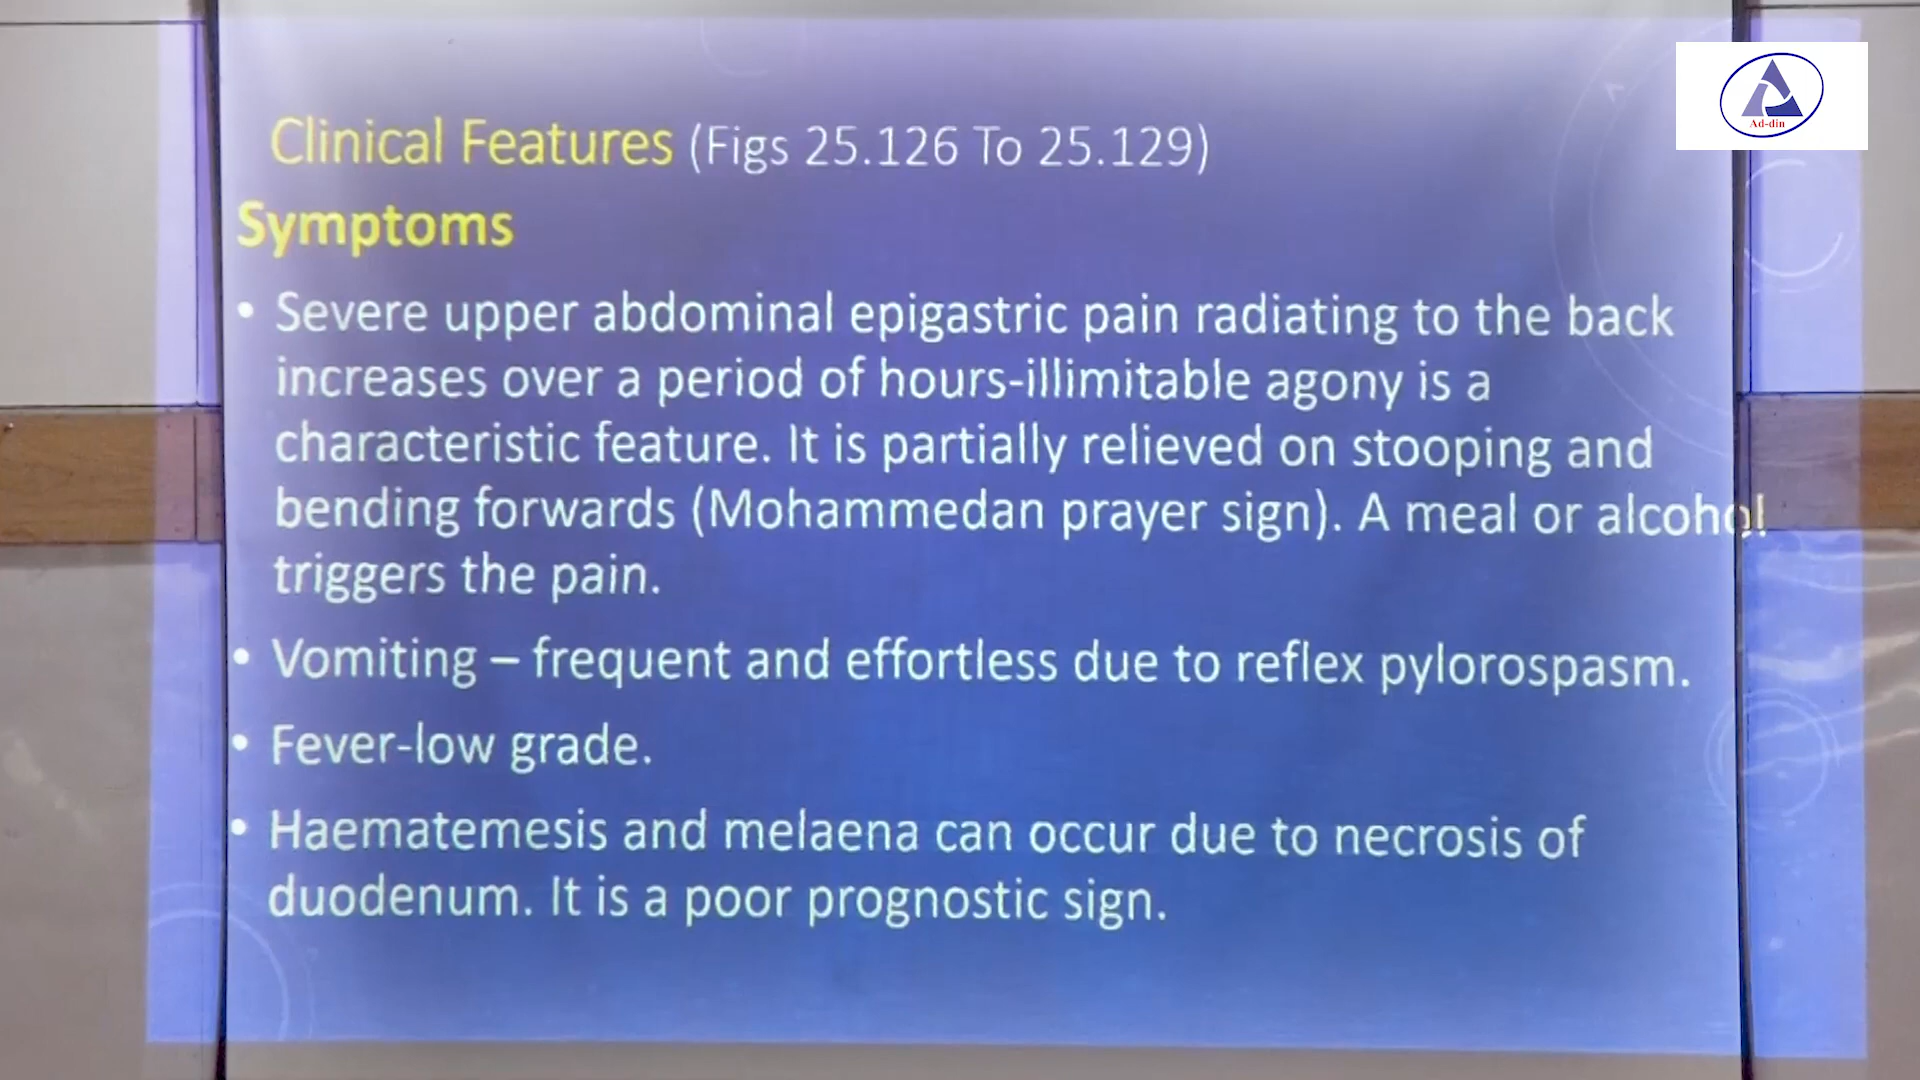 Ad-din
Clinical Features (Figs 25.126 To 25.129)
Symptoms
• Severe upper abdominal epigastric pain radiating to the back
increases over a period of hours-illimitable agony is a
characteristic feature. It is partially relieved on stooping and
bending forwards (Mohammedan prayer sign). A meal or alcohol
triggers the pain.
• Vomiting – frequent and effortless due to reflex pylorospasm.
• Fever-low grade.
• Haematemesis and melaena can occur due to necrosis of
duodenum. It is a poor prognostic sign.